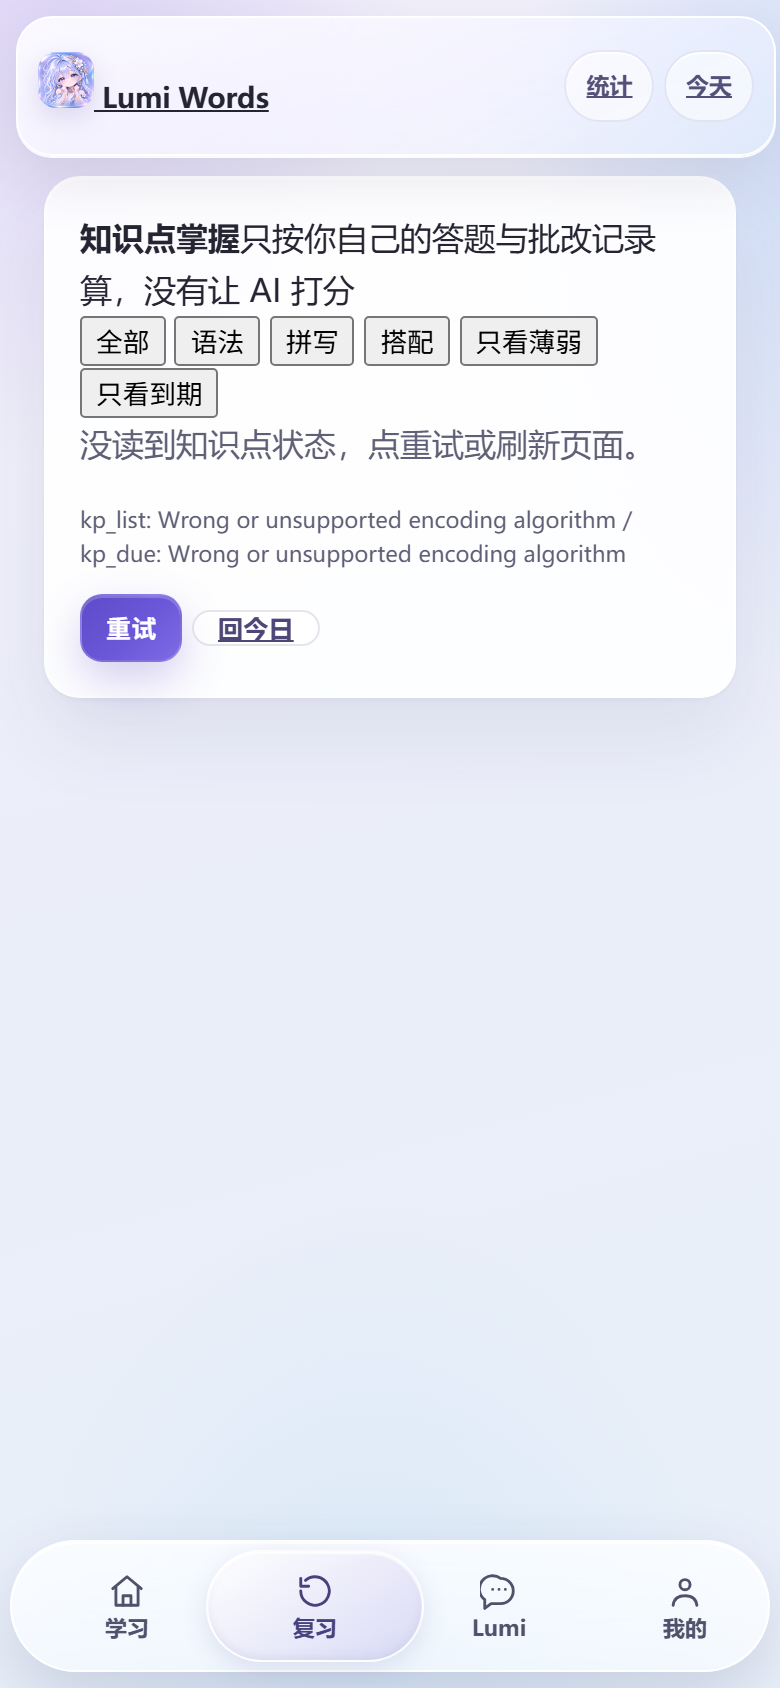 Lumi Words
统计
今天
知识点掌握只按你自己的答题与批改记录
算，没有让 AI 打分
全部 语法 拼写 搭配 只看薄弱
只看到期
没读到知识点状态，点重试或刷新页面。
kp_list: Wrong or unsupported encoding algorithm /
kp_due: Wrong or unsupported encoding algorithm
重试 回今日
学习 复习 Lumi 我的